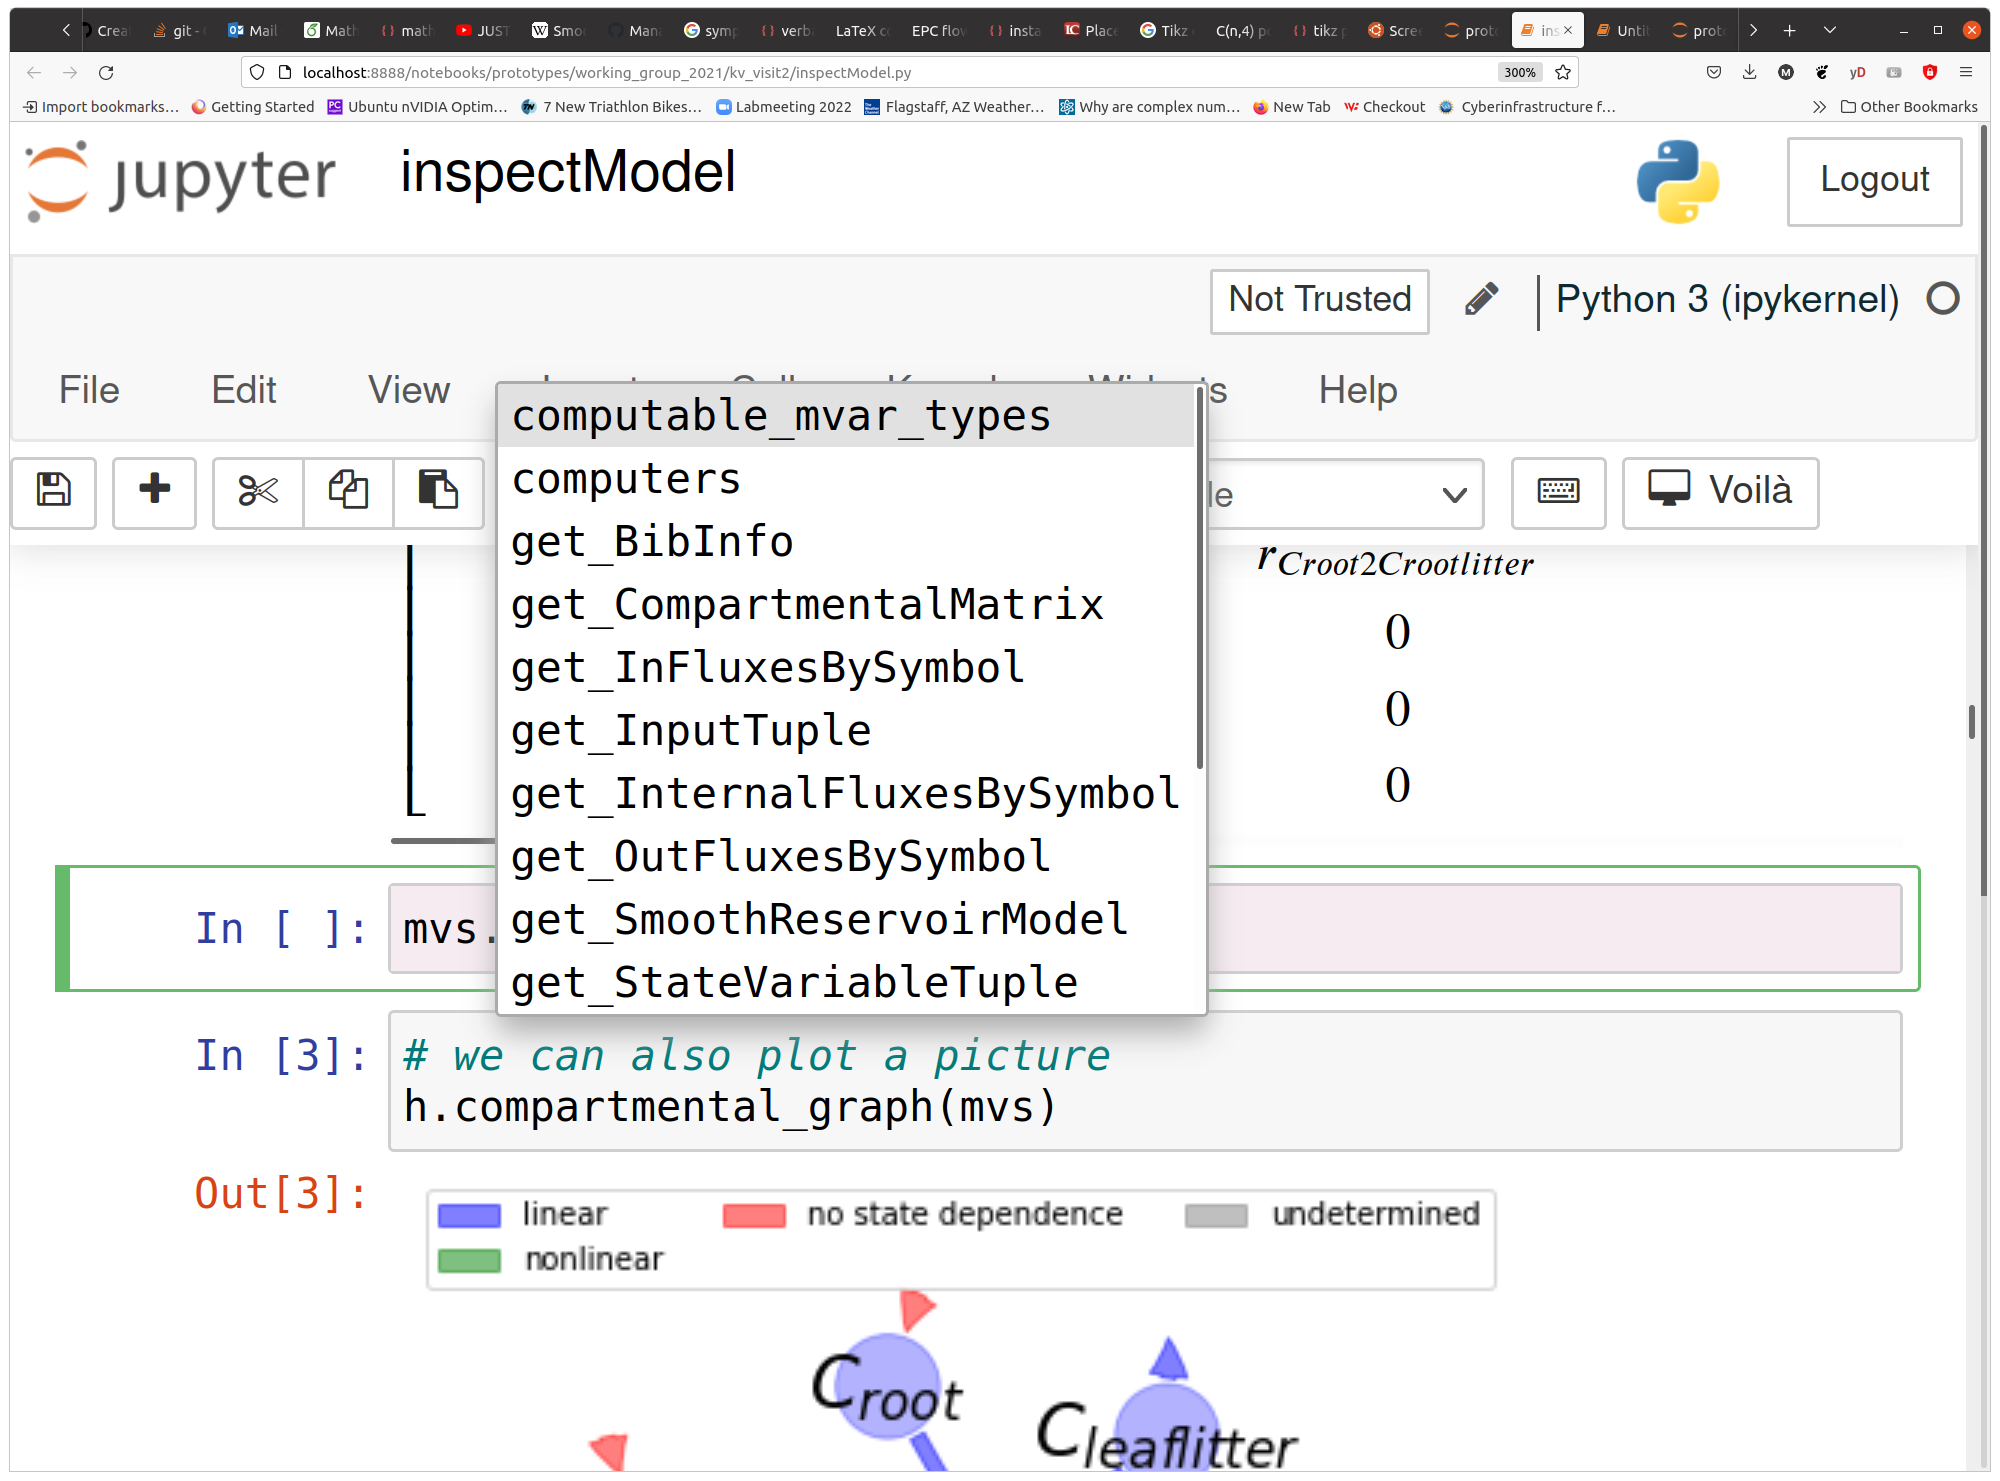 Crea git - Mail Math math JUST Smo Mana symp verb LaTeX c EPC flow insta Place Tikz C(n,4) p tikz p Scre prot ins Unti prot
localhost:8888/notebooks/prototypes/working_group_2021/kv_visit2/inspectModel.py 300% M yD
Import bookmarks... Getting Started PC Ubuntu nVIDIA Optim... 7 New Triathlon Bikes... Labmeeting 2022 Flagstaff, AZ Weather... Why are complex num... New Tab Checkout Cyberinfrastructure f... Other Bookmarks
jupyter inspectModel Logout
Not Trusted Python 3 (ipykernel)
File Edit View Help
computable_mvar_types
computers
get_BibInfo
get_CompartmentalMatrix
get_InFluxesBySymbol
get_InputTuple
get_InternalFluxesBySymbol
get_OutFluxesBySymbol
get_SmoothReservoirModel
get_StateVariableTuple
le Voilà
rCroot2Crootlitter
0
0
0
In [ ]: mvs.
In [3]: # we can also plot a picture
h.compartmental_graph(mvs)
Out[3]:
linear no state dependence undetermined
nonlinear
Croot
Cleaflitter